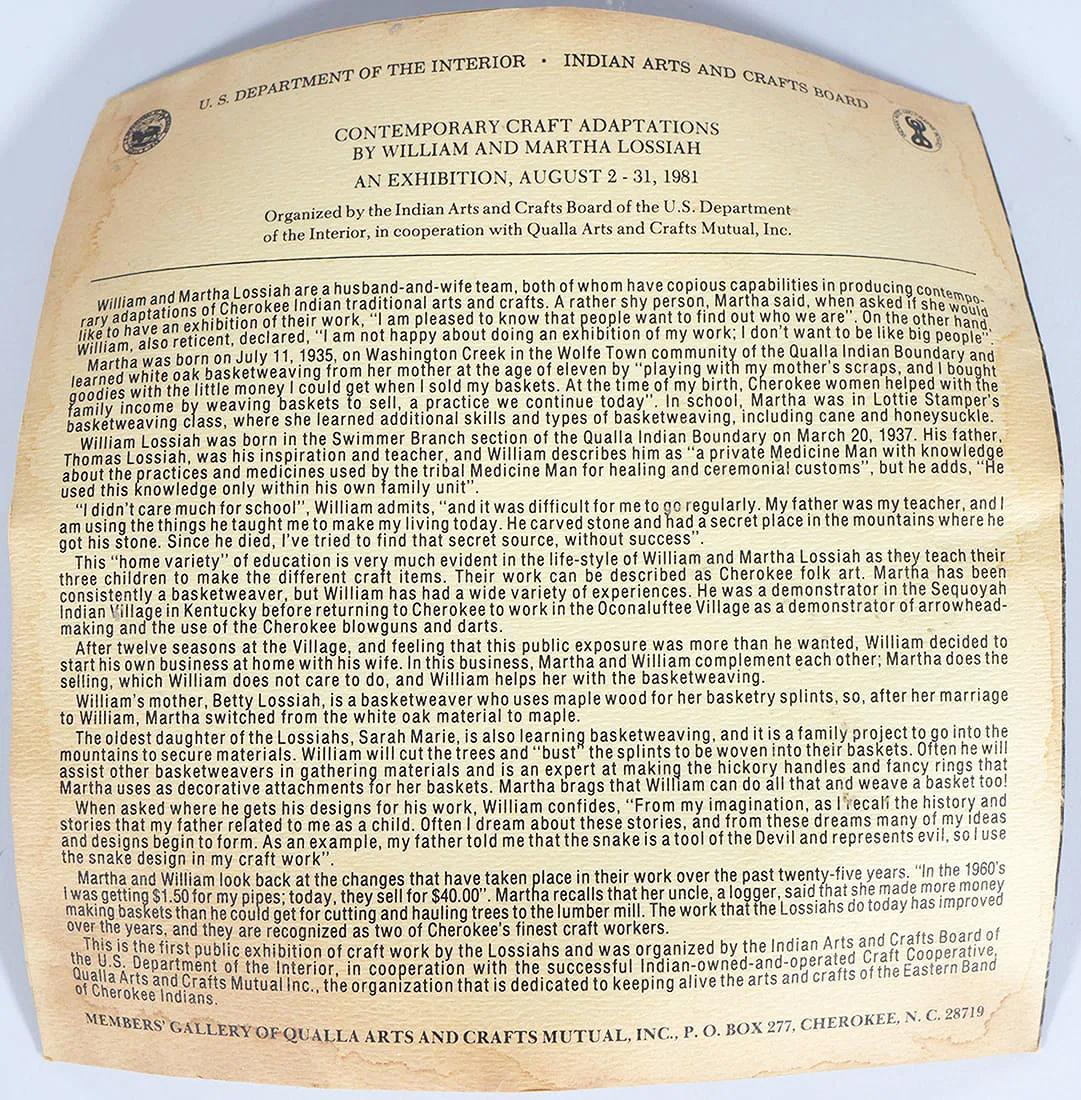 U. S. DEPARTMENT OF THE INTERIOR · INDIAN ARTS AND CRAFTS BOARD
CONTEMPORARY CRAFT ADAPTATIONS
BY WILLIAM AND MARTHA LOSSIAH
AN EXHIBITION, AUGUST 2 - 31, 1981
Organized by the Indian Arts and Crafts Board of the U.S. Department
of the Interior, in cooperation with Qualla Arts and Crafts Mutual, Inc.
William and Martha Lossiah are a husband-and-wife team, both of whom have copious capabilities in producing contempo-
rary adaptations of Cherokee Indian traditional arts and crafts. A rather shy person, Martha said, when asked if she would
like to have an exhibition of their work, "I am pleased to know that people want to find out who we are". On the other hand,
William, also reticent, declared, "I am not happy about doing an exhibition of my work; I don't want to be like big people".
Martha was born on July 11, 1935, on Washington Creek in the Wolfe Town community of the Qualla Indian Boundary and
learned white oak basketweaving from her mother at the age of eleven by "playing with my mother's scraps, and I bought
goodies with the little money I could get when I sold my baskets. At the time of my birth, Cherokee women helped with the
family income by weaving baskets to sell, a practice we continue today". In school, Martha was in Lottie Stamper's
basketweaving class, where she learned additional skills and types of basketweaving, including cane and honeysuckle.
William Lossiah was born in the Swimmer Branch section of the Qualla Indian Boundary on March 20, 1937. His father,
Thomas Lossiah, was his inspiration and teacher, and William describes him as "a private Medicine Man with knowledge
about the practices and medicines used by the tribal Medicine Man for healing and ceremonial customs", but he adds, "He
used this knowledge only within his own family unit".
"I didn't care much for school", William admits, "and it was difficult for me to go regularly. My father was my teacher, and I
am using the things he taught me to make my living today. He carved stone and had a secret place in the mountains where he
got his stone. Since he died, I've tried to find that secret source, without success".
This "home variety" of education is very much evident in the life-style of William and Martha Lossiah as they teach their
three children to make the different craft items. Their work can be described as Cherokee folk art. Martha has been
consistently a basketweaver, but William has had a wide variety of experiences. He was a demonstrator in the Sequoyah
Indian Village in Kentucky before returning to Cherokee to work in the Oconaluftee Village as a demonstrator of arrowhead-
making and the use of the Cherokee blowguns and darts.
After twelve seasons at the Village, and feeling that this public exposure was more than he wanted, William decided to
start his own business at home with his wife. In this business, Martha and William complement each other; Martha does the
selling, which William does not care to do, and William helps her with the basketweaving.
William's mother, Betty Lossiah, is a basketweaver who uses maple wood for her basketry splints, so, after her marriage
to William, Martha switched from the white oak material to maple.
The oldest daughter of the Lossiahs, Sarah Marie, is also learning basketweaving, and it is a family project to go into the
mountains to secure materials. William will cut the trees and "bust" the splints to be woven into their baskets. Often he will
assist other basketweavers in gathering materials and is an expert at making the hickory handles and fancy rings that
Martha uses as decorative attachments for her baskets. Martha brags that William can do all that and weave a basket too!
When asked where he gets his designs for his work, William confides, "From my imagination, as I recall the history and
stories that my father related to me as a child. Often I dream about these stories, and from these dreams many of my ideas
and designs begin to form. As an example, my father told me that the snake is a tool of the Devil and represents evil, so I use
the snake design in my craft work".
Martha and William look back at the changes that have taken place in their work over the past twenty-five years. "In the 1960's
I was getting $1.50 for my pipes; today, they sell for $40.00". Martha recalls that her uncle, a logger, said that she made more money
making baskets than he could get for cutting and hauling trees to the lumber mill. The work that the Lossiahs do today has improved
over the years, and they are recognized as two of Cherokee's finest craft workers.
This is the first public exhibition of craft work by the Lossiahs and was organized by the Indian Arts and Crafts Board of
the U.S. Department of the Interior, in cooperation with the successful Indian-owned-and-operated Craft Cooperative,
Qualla Arts and Crafts Mutual Inc., the organization that is dedicated to keeping alive the arts and crafts of the Eastern Band
of Cherokee Indians.
MEMBERS' GALLERY OF QUALLA ARTS AND CRAFTS MUTUAL, INC., P. O. BOX 277, CHEROKEE, N. C. 28719